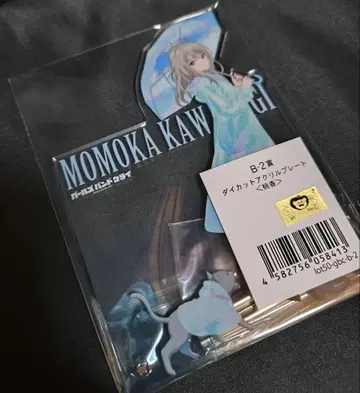 MOMOKA KAW GI
ガールズバンドクライ
B-2賞
ダイカットアクリルプレート
<桃香>
4 582756 058413
lot50-gbc-b-2